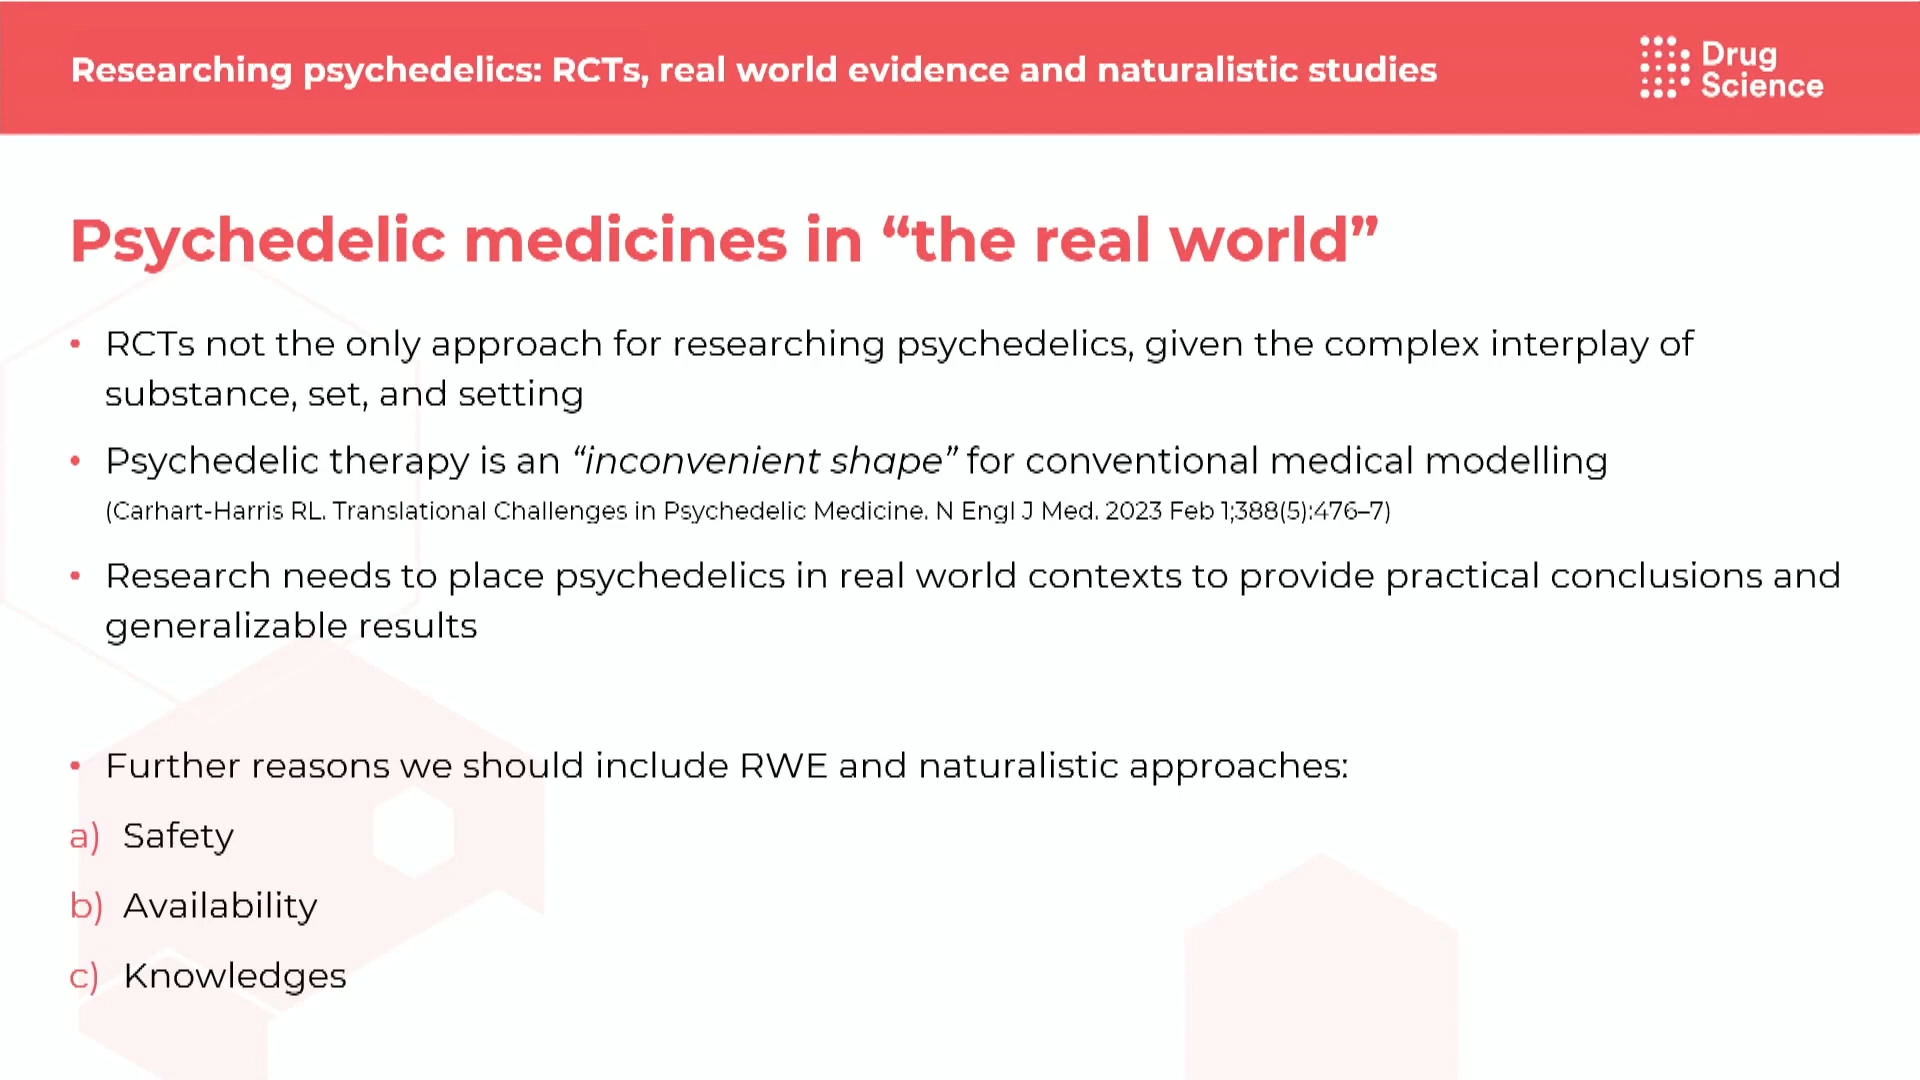 Researching psychedelics: RCTs, real world evidence and naturalistic studies
Drug
Science
Psychedelic medicines in “the real world”
• RCTs not the only approach for researching psychedelics, given the complex interplay of
substance, set, and setting
• Psychedelic therapy is an “inconvenient shape” for conventional medical modelling
(Carhart-Harris RL. Translational Challenges in Psychedelic Medicine. N Engl J Med. 2023 Feb 1;388(5):476–7)
• Research needs to place psychedelics in real world contexts to provide practical conclusions and
generalizable results
• Further reasons we should include RWE and naturalistic approaches:
a) Safety
b) Availability
c) Knowledges